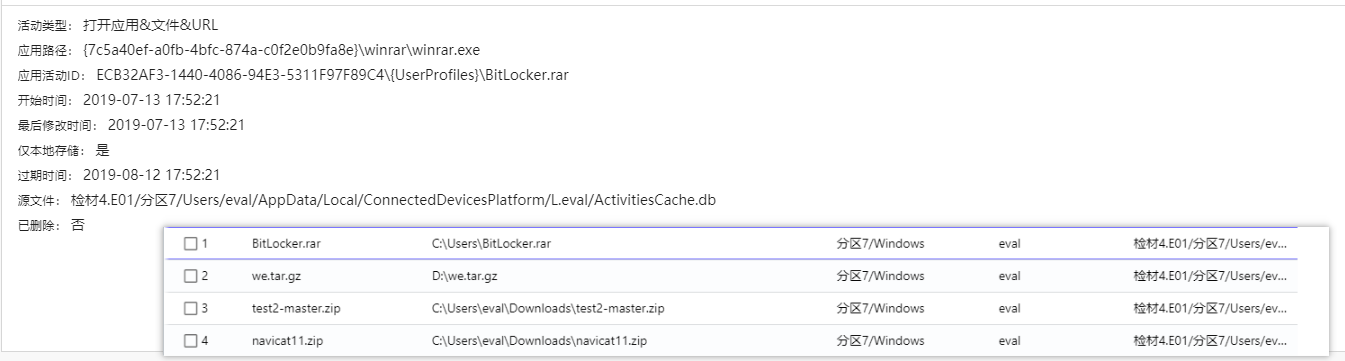 活动类型： 打开应用&文件&URL
应用路径： {7c5a40ef-a0fb-4bfc-874a-c0f2e0b9fa8e}\winrar\winrar.exe
应用活动ID： ECB32AF3-1440-4086-94E3-5311F97F89C4\{UserProfiles}\BitLocker.rar
开始时间： 2019-07-13 17:52:21
最后修改时间： 2019-07-13 17:52:21
仅本地存储： 是
过期时间： 2019-08-12 17:52:21
源文件： 检材4.E01/分区7/Users/eval/AppData/Local/ConnectedDevicesPlatform/L.eval/ActivitiesCache.db
已删除： 否
1 BitLocker.rar C:\Users\BitLocker.rar 分区7/Windows eval 检材4.E01/分区7/Users/ev...
2 we.tar.gz D:\we.tar.gz 分区7/Windows eval 检材4.E01/分区7/Users/ev...
3 test2-master.zip C:\Users\eval\Downloads\test2-master.zip 分区7/Windows eval 检材4.E01/分区7/Users/ev...
4 navicat11.zip C:\Users\eval\Downloads\navicat11.zip 分区7/Windows eval 检材4.E01/分区7/Users/ev...